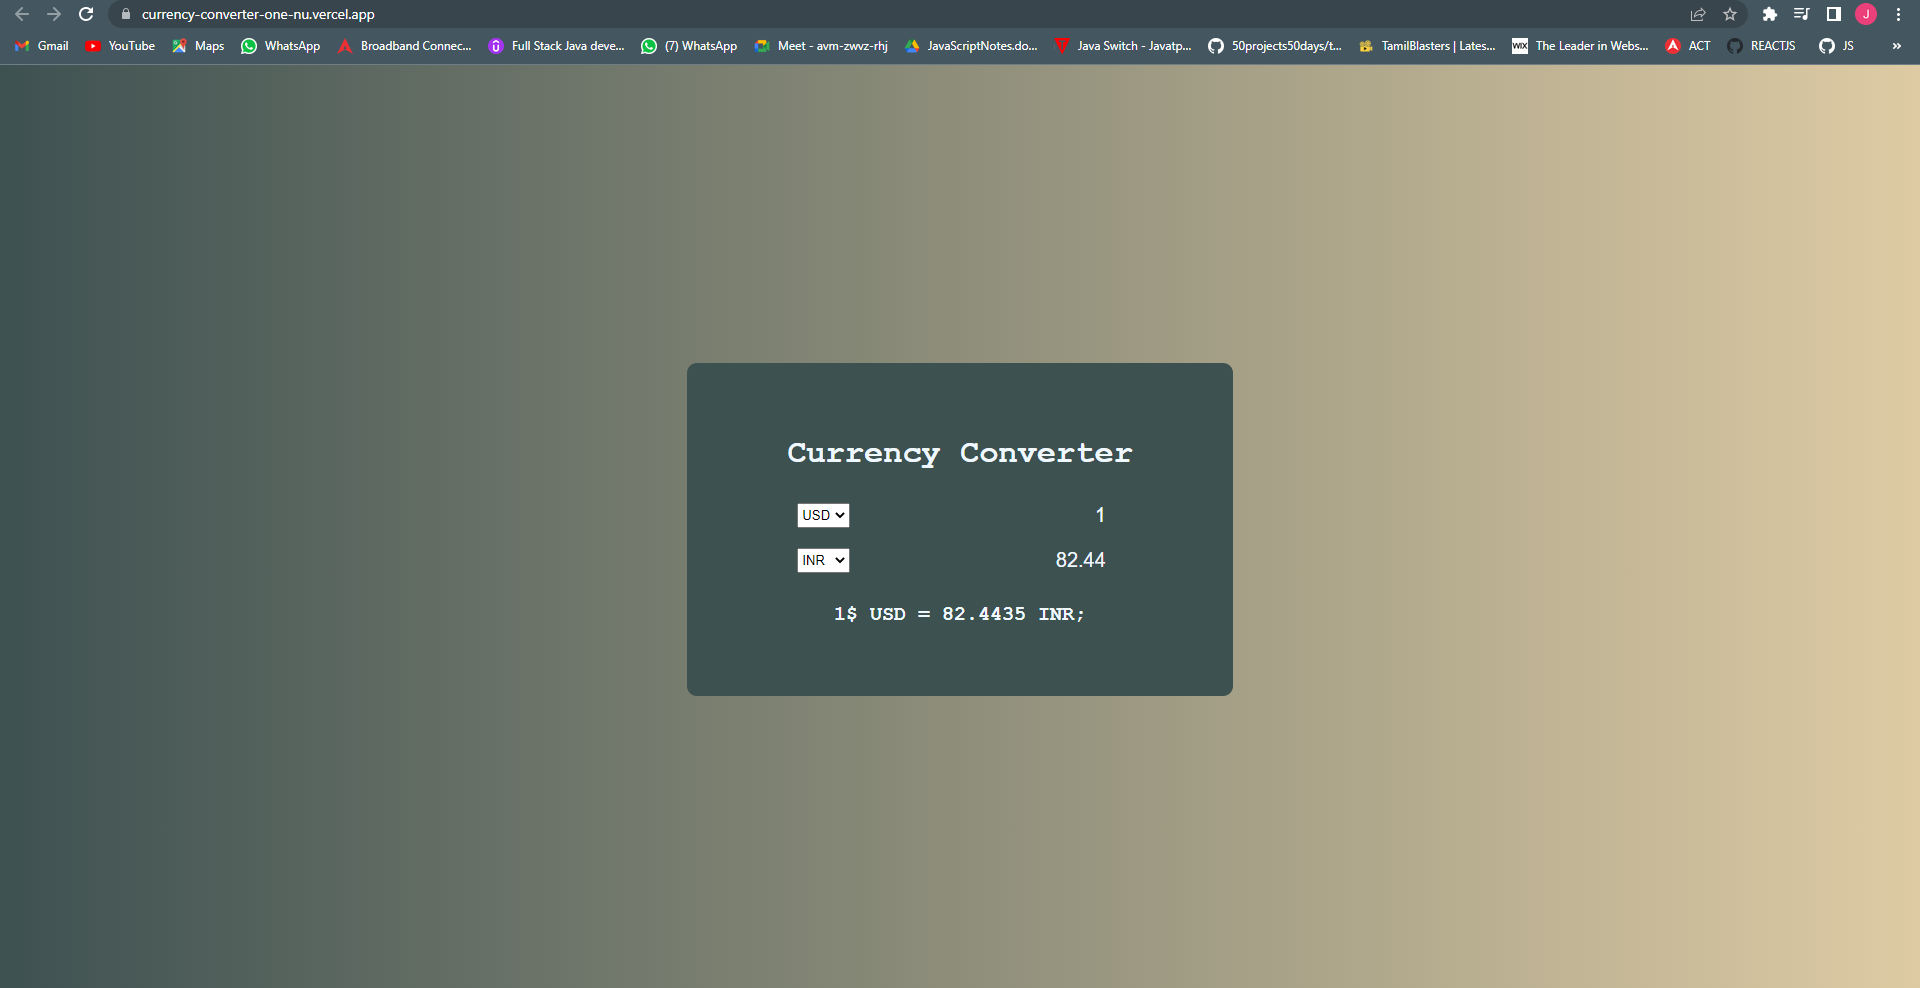 currency-converter-one-nu.vercel.app
J
Gmail YouTube Maps WhatsApp Broadband Connec... Full Stack Java deve... (7) WhatsApp Meet - avm-zwvz-rhj JavaScriptNotes.do... Java Switch - Javatp... 50projects50days/t... TamilBlasters | Lates... WIX The Leader in Webs... ACT REACTJS JS »
Currency Converter
USD 1
INR 82.44
1$ USD = 82.4435 INR;